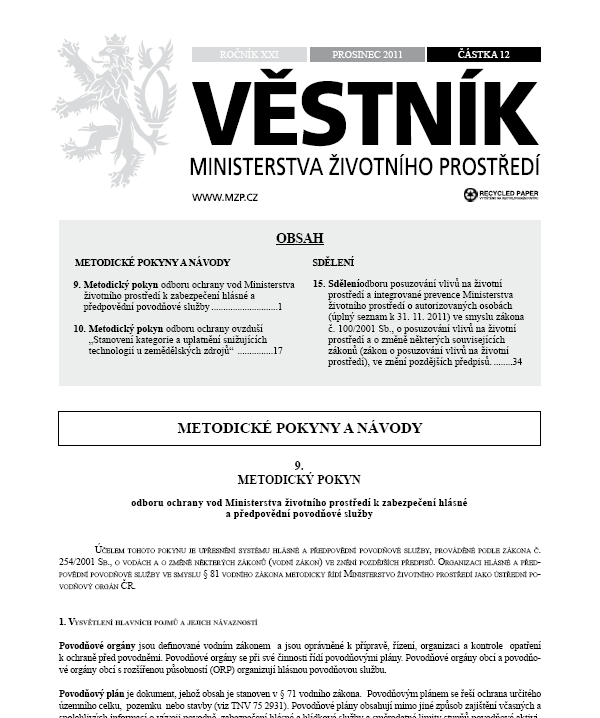 ROČNÍK XXI
PROSINEC 2011
ČÁSTKA 12
VĚSTNÍK
MINISTERSTVA ŽIVOTNÍHO PROSTŘEDÍ
WWW.MZP.CZ
RECYCLED PAPER
OBSAH
METODICKÉ POKYNY A NÁVODY
9. Metodický pokyn odboru ochrany vod Ministerstva
životního prostředí k zabezpečení hlásné a
předpovědní povodňové služby ...........................1
10. Metodický pokyn odboru ochrany ovzduší
„Stanovení kategorie a uplatnění snižujících
technologií u zemědělských zdrojů“ ..............17
SDĚLENÍ
15. Sděleníodboru posuzování vlivů na životní
prostředí a integrované prevence Ministerstva
životního prostředí o autorizovaných osobách
(úplný seznam k 31. 11. 2011) ve smyslu zákona
č. 100/2001 Sb., o posuzování vlivů na životní
prostředí a o změně některých souvisejících
zákonů (zákon o posuzování vlivů na životní
prostředí), ve znění pozdějších předpisů. ........34
METODICKÉ POKYNY A NÁVODY
9.
METODICKÝ POKYN
odboru ochrany vod Ministerstva životního prostředí k zabezpečení hlásné
a předpovědní povodňové služby
Účelem tohoto pokynu je upřesnění systému hlásné a předpovědní povodňové služby, prováděné podle zákona č.
254/2001 Sb., o vodách a o změně některých zákonů (vodní zákon) ve znění pozdějších předpisů. Organizaci hlásné a před-
povědní povodňové služby ve smyslu § 81 vodního zákona metodicky řídí Ministerstvo životního prostředí jako ústřední po-
vodňový orgán ČR.
1. Vysvětlení hlavních pojmů a jejich návazností
Povodňové orgány jsou definované vodním zákonem a jsou oprávněné k přípravě, řízení, organizaci a kontrole opatření
k ochraně před povodněmi. Povodňové orgány se při své činnosti řídí povodňovými plány. Povodňové orgány obcí a povodňo-
vé orgány obcí s rozšířenou působností (ORP) organizují hlásnou povodňovou službu.
Povodňový plán je dokument, jehož obsah je stanoven v § 71 vodního zákona. Povodňovým plánem se řeší ochrana určitého
územního celku, pozemku nebo stavby (viz TNV 75 2931). Povodňové plány obsahují mimo jiné způsob zajištění včasných a